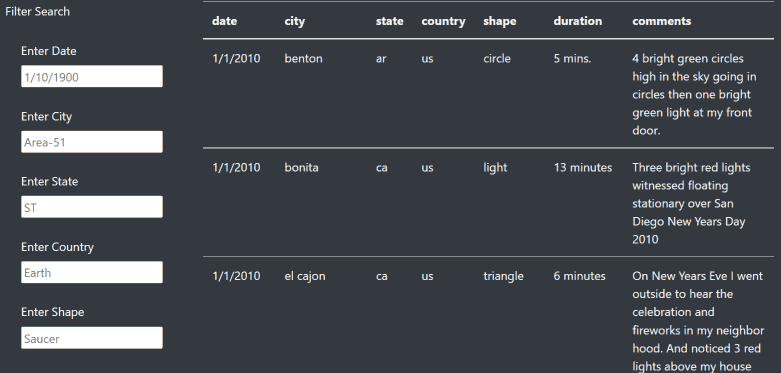 Filter Search
Enter Date
1/10/1900
Enter City
Area-51
Enter State
ST
Enter Country
Earth
Enter Shape
Saucer
date city state country shape duration comments
1/1/2010 benton ar us circle 5 mins. 4 bright green circles
high in the sky going in
circles then one bright
green light at my front
door.
1/1/2010 bonita ca us light 13 minutes Three bright red lights
witnessed floating
stationary over San
Diego New Years Day
2010
1/1/2010 el cajon ca us triangle 6 minutes On New Years Eve I went
outside to hear the
celebration and
fireworks in my neighbor
hood. And noticed 3 red
lights above my house